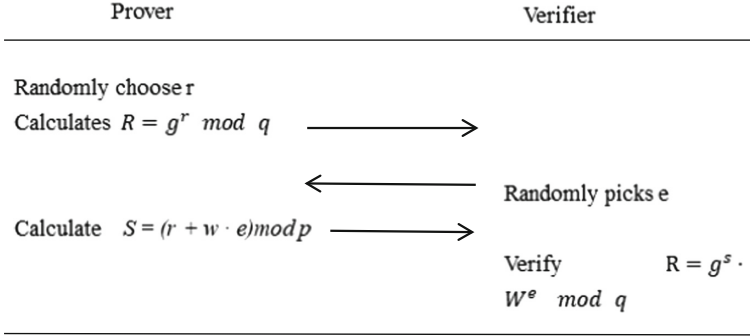 Prover Verifier
Randomly choose r
Calculates R = g^r mod q
Randomly picks e
Calculate S = (r + w · e)mod p
Verify R = g^s ·
W^e mod q